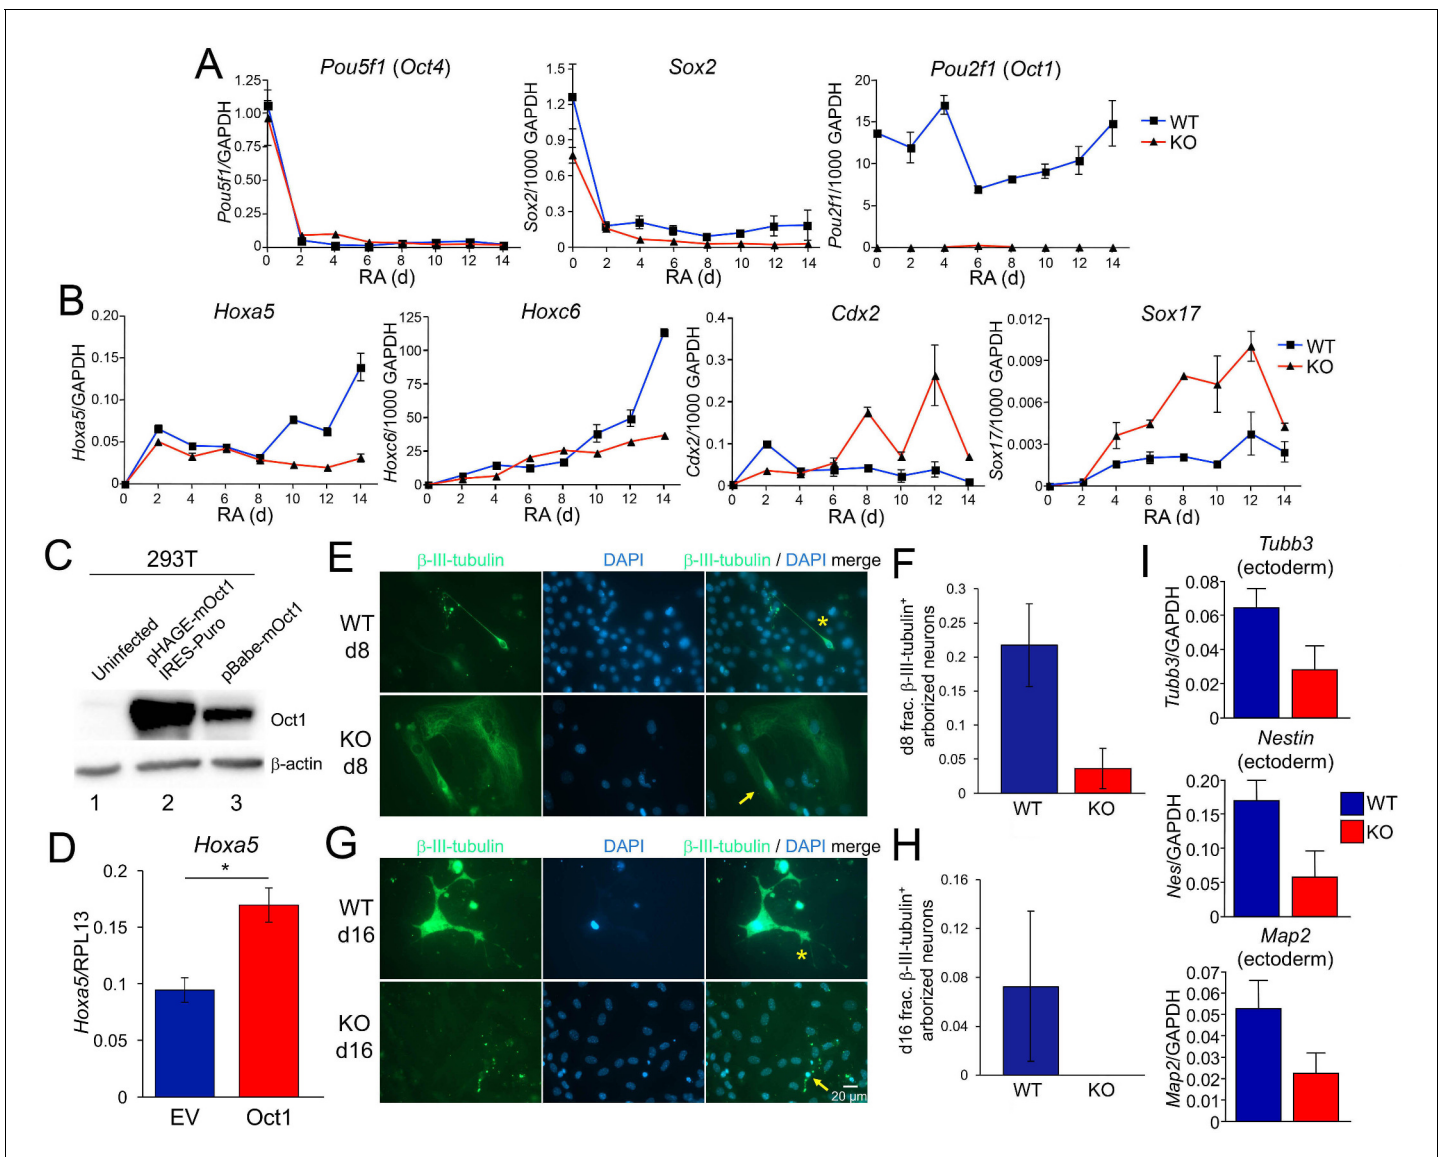 A
Pou5f1 (Oct4)
Pou5f1/GAPDH
1.25
1.00
0.75
0.50
0.25
0
0 2 4 6 8 10 12 14
RA (d)
Sox2
Sox2/1000 GAPDH
1.5
1.2
0.9
0.6
0.3
0
0 2 4 6 8 10 12 14
RA (d)
Pou2f1 (Oct1)
Pou2f1/1000 GAPDH
20
15
10
5
0
0 2 4 6 8 10 12 14
RA (d)
WT
KO
B
Hoxa5
Hoxa5/GAPDH
0.20
0.15
0.10
0.05
0
0 2 4 6 8 10 12 14
RA (d)
Hoxc6
Hoxc6/1000 GAPDH
125
100
75
50
25
0
0 2 4 6 8 10 12 14
RA (d)
Cdx2
Cdx2/1000 GAPDH
0.4
0.3
0.2
0.1
0
0 2 4 6 8 10 12 14
RA (d)
Sox17
Sox17/1000 GAPDH
0.012
0.009
0.006
0.003
0
0 2 4 6 8 10 12 14
RA (d)
WT
KO
C
293T
Uninfected
pHAGE-mOct1
IRES-Puro
pBabe-mOct1
Oct1
β-actin
1 2 3
D
Hoxa5
*
Hoxa5/RPL13
0.2
0.15
0.1
0.05
0
EV Oct1
E
β-III-tubulin
DAPI
β-III-tubulin / DAPI merge
WT
d8
*
KO
d8
F
d8 frac. β-III-tubulin+
arborized neurons
0.3
0.25
0.2
0.15
0.1
0.05
0
WT KO
G
β-III-tubulin
DAPI
β-III-tubulin / DAPI merge
WT
d16
*
KO
d16
20 µm
H
d16 frac. β-III-tubulin+
arborized neurons
0.16
0.12
0.08
0.04
0
WT KO
I
Tubb3
(ectoderm)
Tubb3/GAPDH
0.08
0.06
0.04
0.02
0
Nestin
(ectoderm)
Nes/GAPDH
0.20
0.15
0.10
0.05
0
WT
KO
Map2
(ectoderm)
Map2/GAPDH
0.07
0.06
0.05
0.04
0.03
0.02
0.01
0